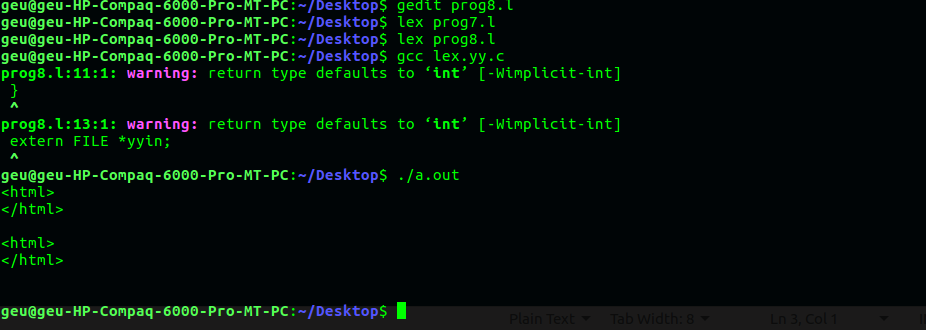 geu@geu-HP-Compaq-6000-Pro-MT-PC:~/Desktop$ gedit prog8.l
geu@geu-HP-Compaq-6000-Pro-MT-PC:~/Desktop$ lex prog7.l
geu@geu-HP-Compaq-6000-Pro-MT-PC:~/Desktop$ lex prog8.l
geu@geu-HP-Compaq-6000-Pro-MT-PC:~/Desktop$ gcc lex.yy.c
prog8.l:11:1: warning: return type defaults to ‘int’ [-Wimplicit-int]
 }
 ^
prog8.l:13:1: warning: return type defaults to ‘int’ [-Wimplicit-int]
 extern FILE *yyin;
 ^
geu@geu-HP-Compaq-6000-Pro-MT-PC:~/Desktop$ ./a.out
<html>
</html>

<html>
</html>

geu@geu-HP-Compaq-6000-Pro-MT-PC:~/Desktop$
Plain Text Tab Width: 8 Ln 3, Col 1